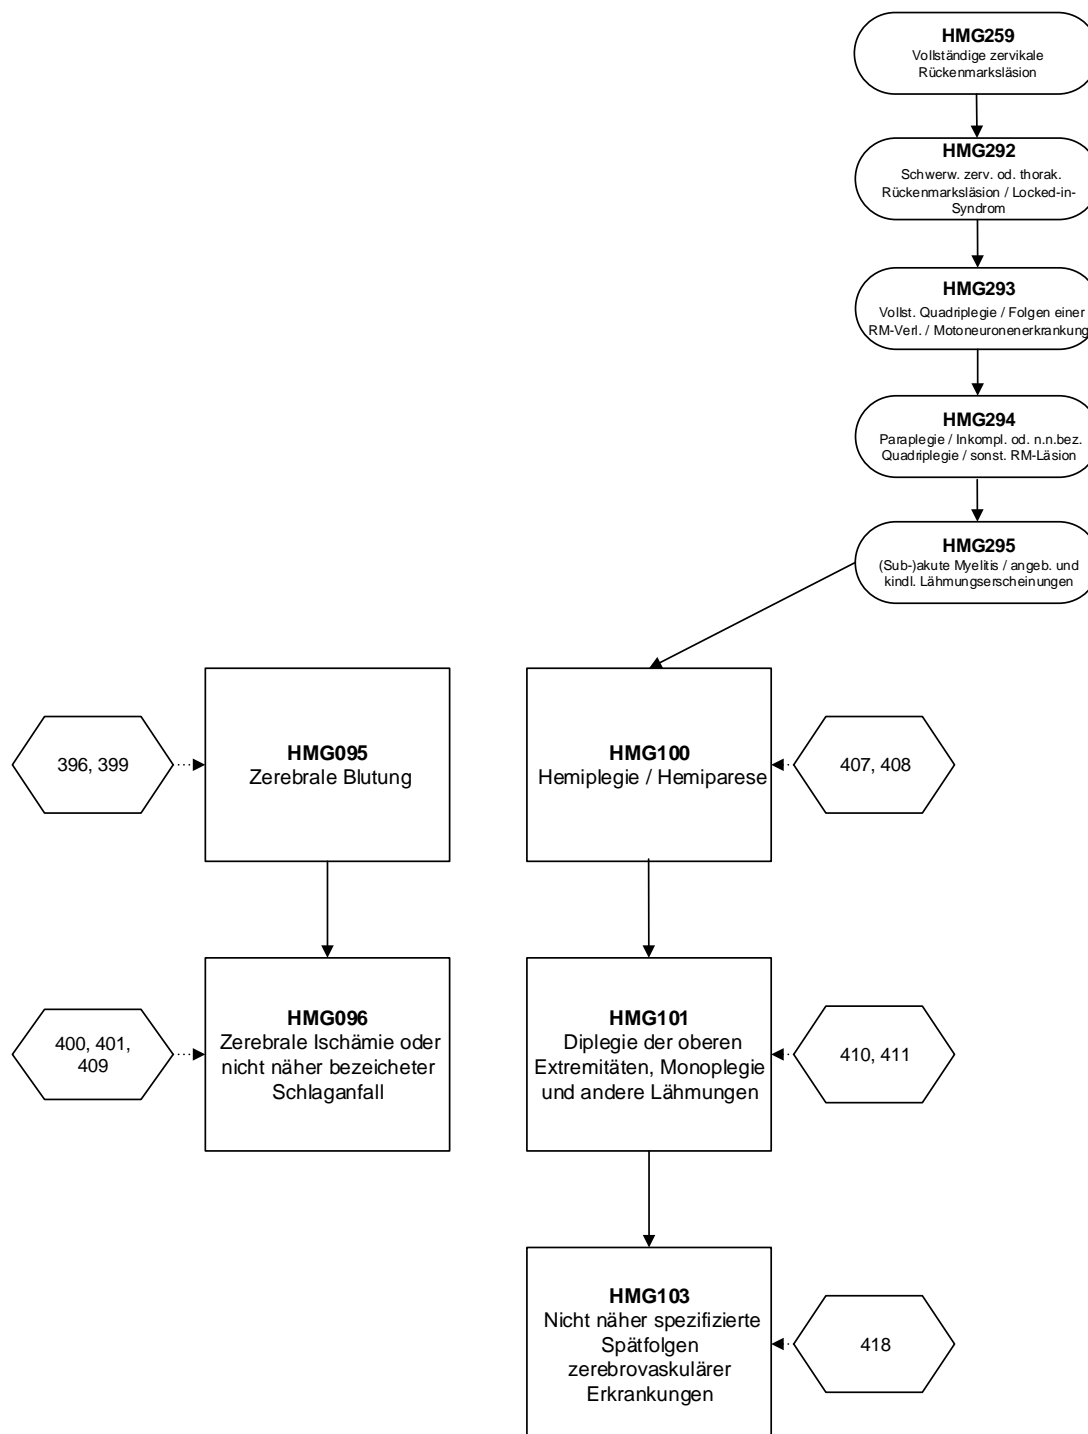 HMG259
Vollständige zervikale
Rückenmarksläsion
HMG292
Schwerw. zerv. od. thorak.
Rückenmarksläsion / Locked-in-
Syndrom
HMG293
Vollst. Quadriplegie / Folgen einer
RM-Verl. / Motoneuronenerkrankung
HMG294
Paraplegie / Inkompl. od. n.n.bez.
Quadriplegie / sonst. RM-Läsion
HMG295
(Sub-)akute Myelitis / angeb. und
kindl. Lähmungserscheinungen
396, 399
HMG095
Zerebrale Blutung
HMG100
Hemiplegie / Hemiparese
407, 408
400, 401,
409
HMG096
Zerebrale Ischämie oder
nicht näher bezeicheter
Schlaganfall
HMG101
Diplegie der oberen
Extremitäten, Monoplegie
und andere Lähmungen
410, 411
HMG103
Nicht näher spezifizierte
Spätfolgen
zerebrovaskulärer
Erkrankungen
418